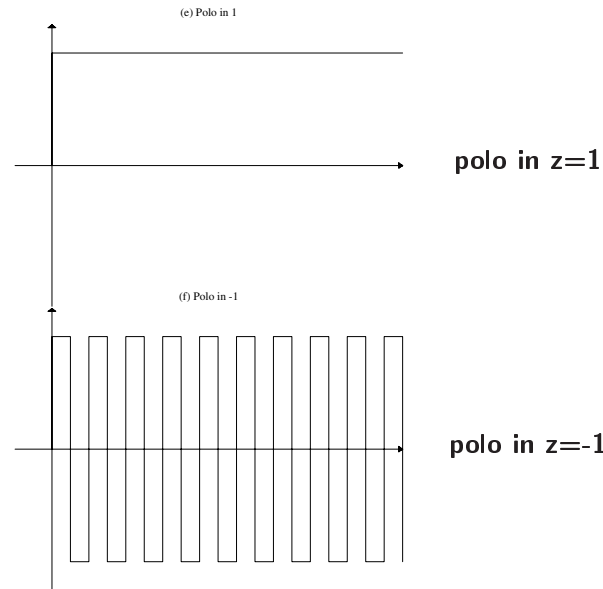 (e) Polo in 1
polo in z=1
(f) Polo in -1
polo in z=-1